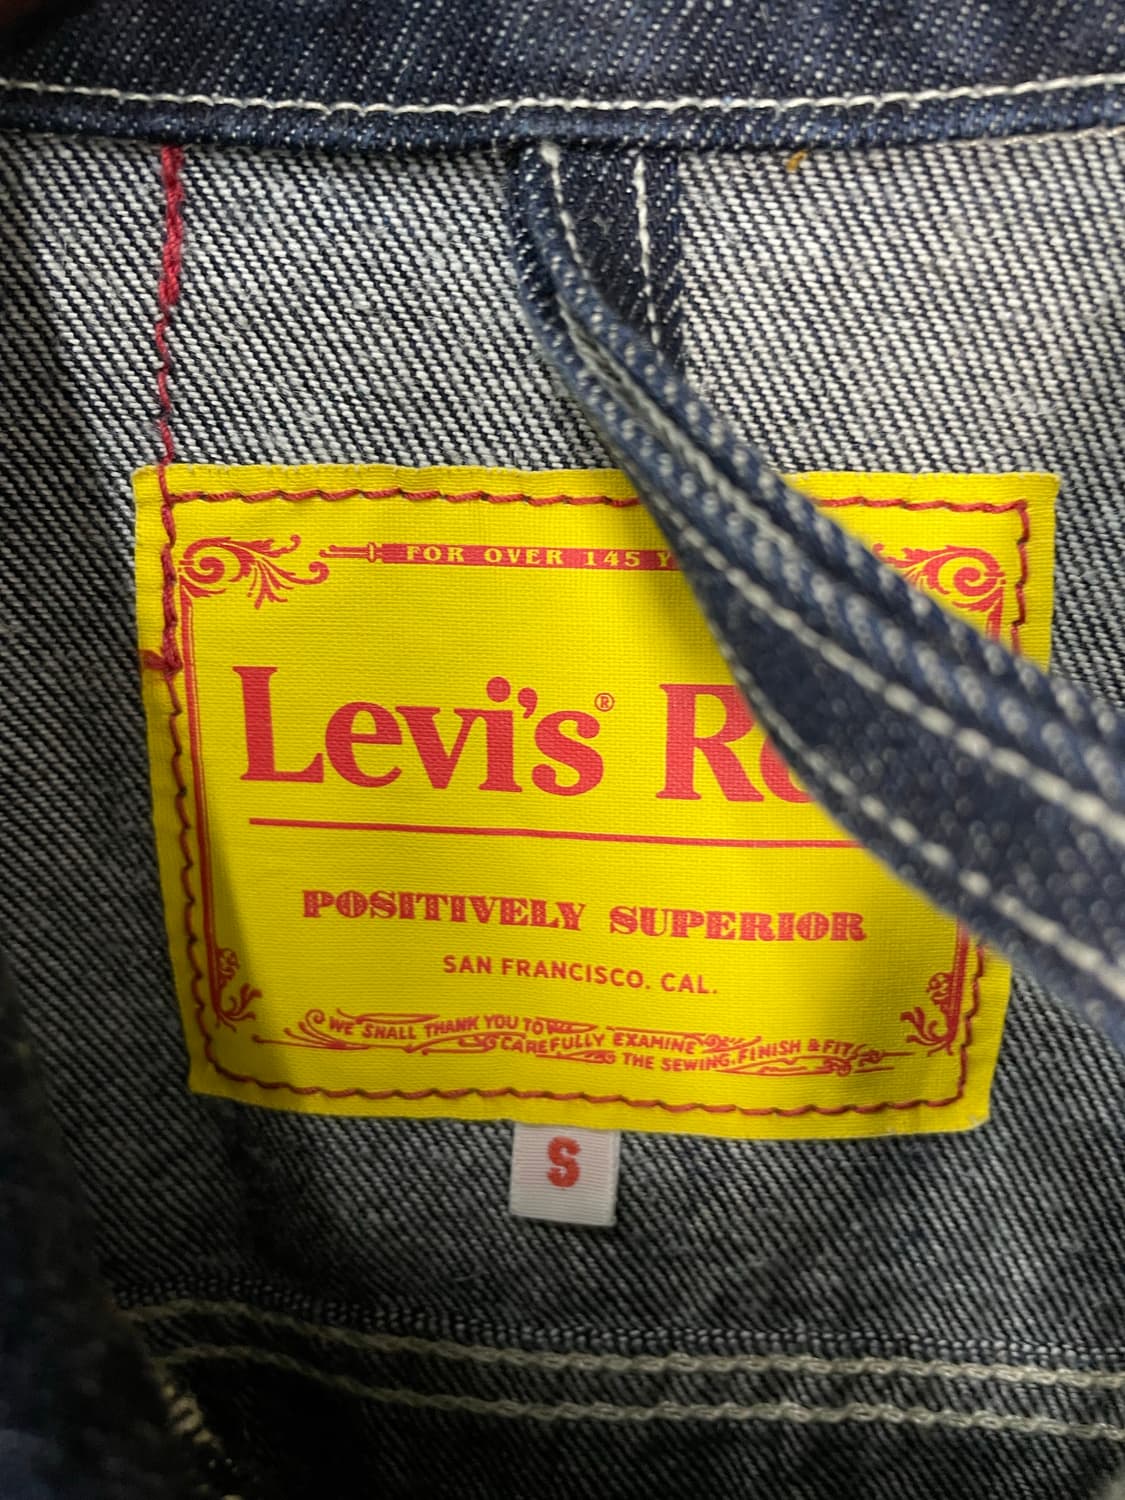 FOR OVER 145
Levi's®
POSITIVELY SUPERIOR
SAN FRANCISCO. CAL.
WE SHALL THANK YOU TO
CAREFULLY EXAMINE
THE SEWING, FINISH & FIT
S